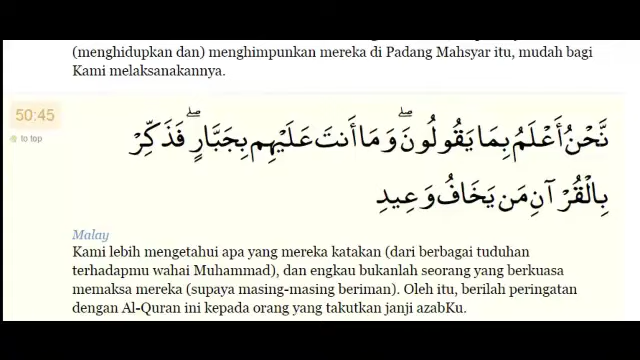 (menghidupkan dan) menghimpunkan mereka di Padang Mahsyar itu, mudah bagi
Kami melaksanakannya.
50:45
to top
نَّحْنُ أَعْلَمُ بِمَا يَقُولُونَ ۖ وَمَا أَنتَ عَلَيْهِم بِجَبَّارٍ ۖ فَذَكِّرْ
بِالْقُرْآنِ مَن يَخَافُ وَعِيدِ
Malay
Kami lebih mengetahui apa yang mereka katakan (dari berbagai tuduhan
terhadapmu wahai Muhammad), dan engkau bukanlah seorang yang berkuasa
memaksa mereka (supaya masing-masing beriman). Oleh itu, berilah peringatan
dengan Al-Quran ini kepada orang yang takutkan janji azabKu.